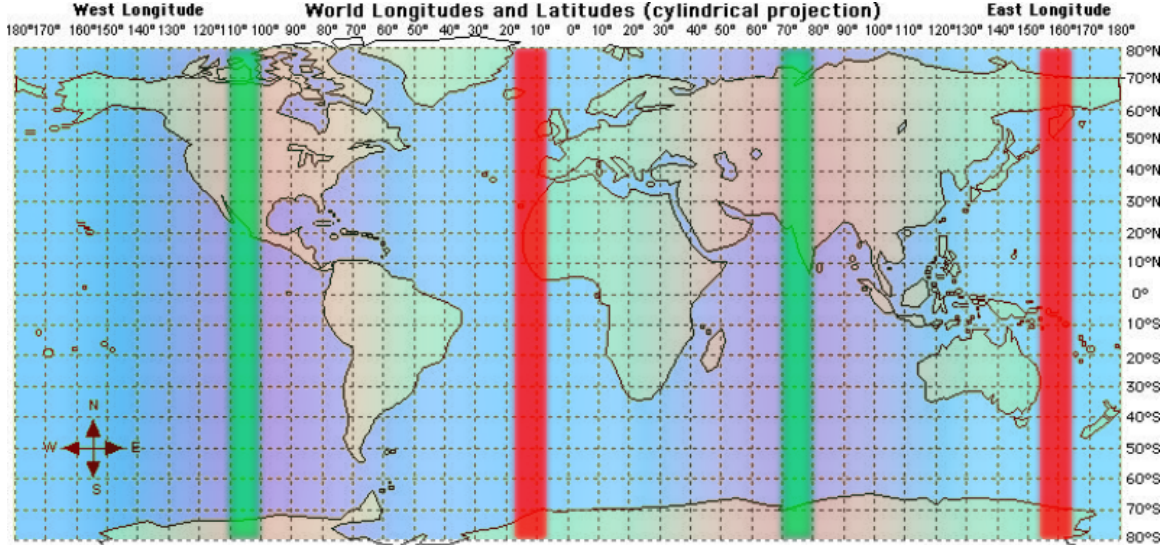 West Longitude World Longitudes and Latitudes (cylindrical projection) East Longitude
180°170° 160°150° 140° 130° 120° 110° 100° 90° 80° 70° 60° 50° 40° 30° 20° 10° 0° 10° 20° 30° 40° 50° 60° 70° 80° 90° 100° 110° 120° 130° 140° 150° 160° 170° 180°
80°N
70°N
60°N
50°N
40°N
30°N
20°N
10°N
0°
10°S
20°S
30°S
40°S
50°S
60°S
70°S
80°S
N
W E
S